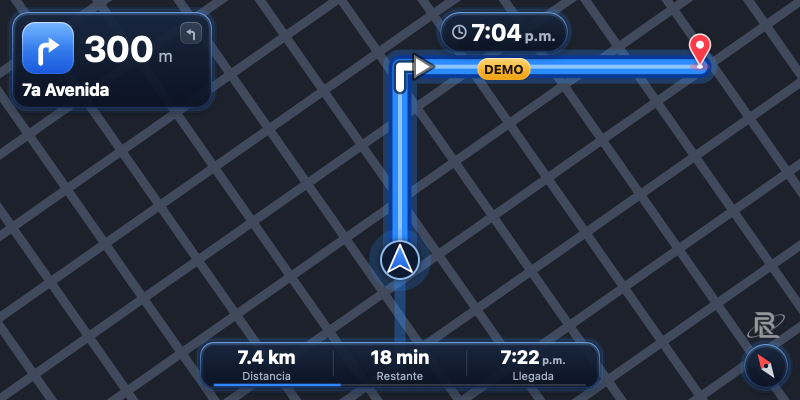 300 m
7a Avenida
7:04 p.m.
DEMO
7.4 km
Distancia
18 min
Restante
7:22 p.m.
Llegada